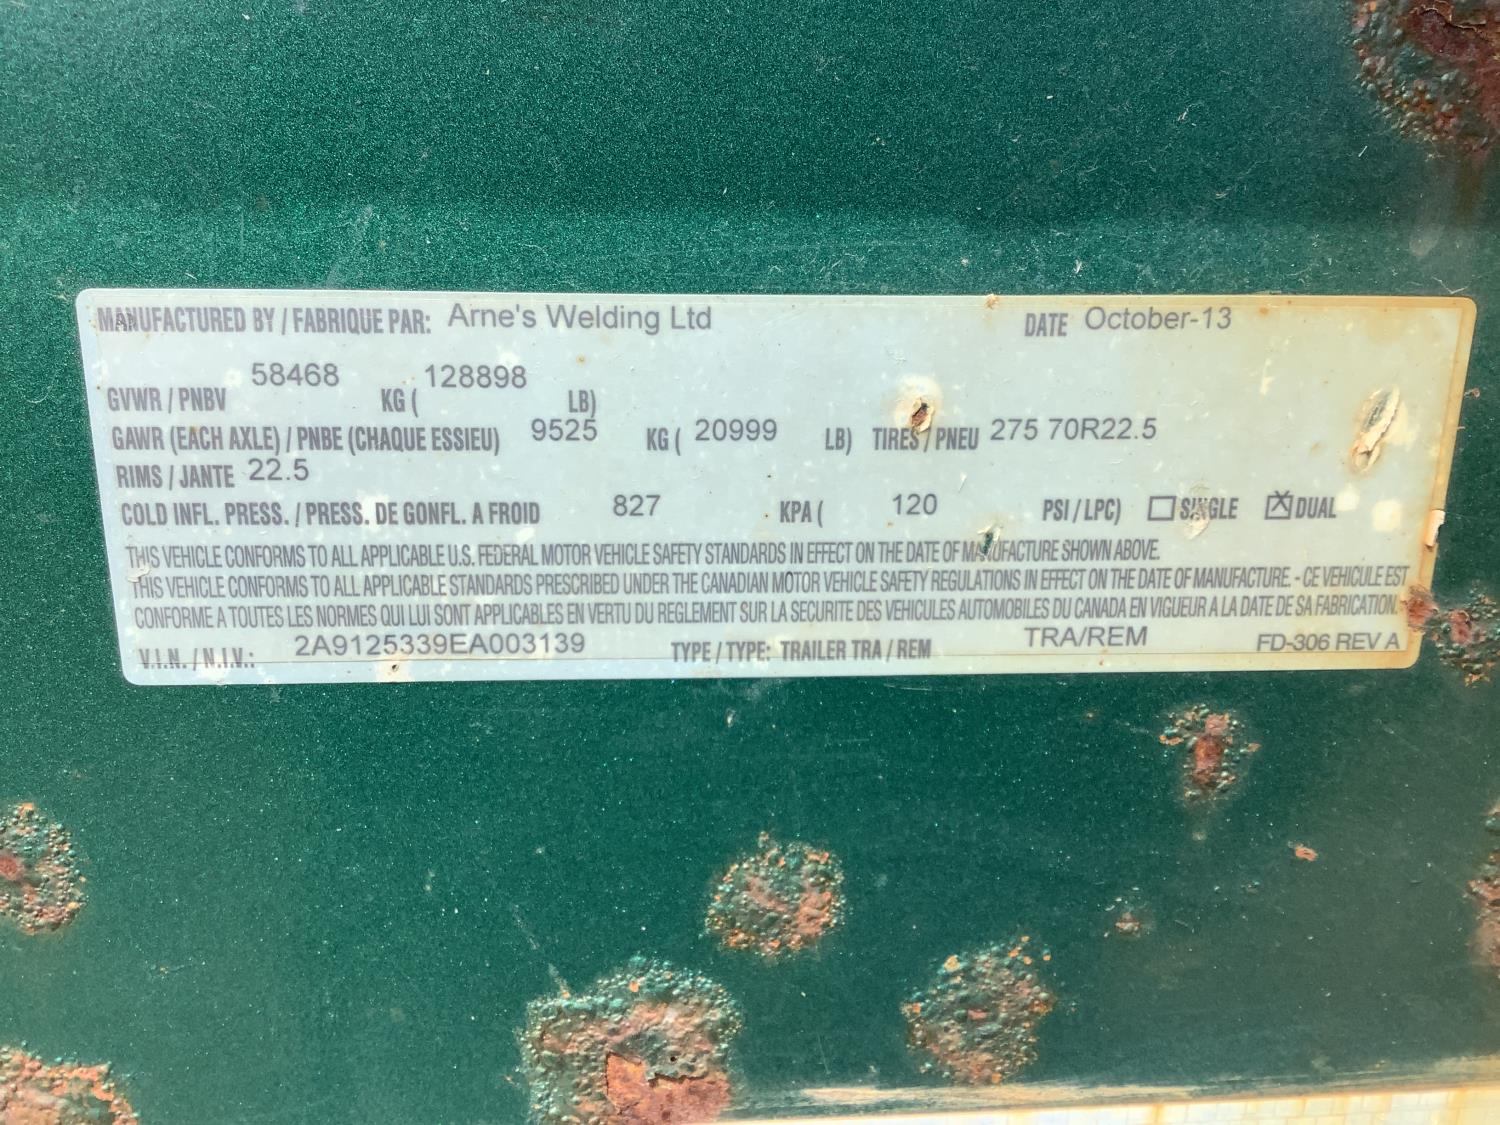 MANUFACTURED BY / FABRIQUE PAR: Arne's Welding Ltd DATE October-13
GVWR / PNBV 58468 KG ( 128898 LB)
GAWR (EACH AXLE) / PNBE (CHAQUE ESSIEU) 9525 KG ( 20999 LB) TIRES / PNEU 275 70R22.5
RIMS / JANTE 22.5
COLD INFL. PRESS. / PRESS. DE GONFL. A FROID 827 KPA ( 120 PSI / LPC) ☐ SINGLE ☒ DUAL
THIS VEHICLE CONFORMS TO ALL APPLICABLE U.S. FEDERAL MOTOR VEHICLE SAFETY STANDARDS IN EFFECT ON THE DATE OF MANUFACTURE SHOWN ABOVE.
THIS VEHICLE CONFORMS TO ALL APPLICABLE STANDARDS PRESCRIBED UNDER THE CANADIAN MOTOR VEHICLE SAFETY REGULATIONS IN EFFECT ON THE DATE OF MANUFACTURE. - CE VEHICULE EST
CONFORME A TOUTES LES NORMES QUI LUI SONT APPLICABLES EN VERTU DU REGLEMENT SUR LA SECURITE DES VEHICULES AUTOMOBILES DU CANADA EN VIGUEUR A LA DATE DE SA FABRICATION. -
V.I.N. / N.I.V.: 2A9125339EA003139 TYPE / TYPE: TRAILER TRA / REM TRA/REM FD-306 REV A